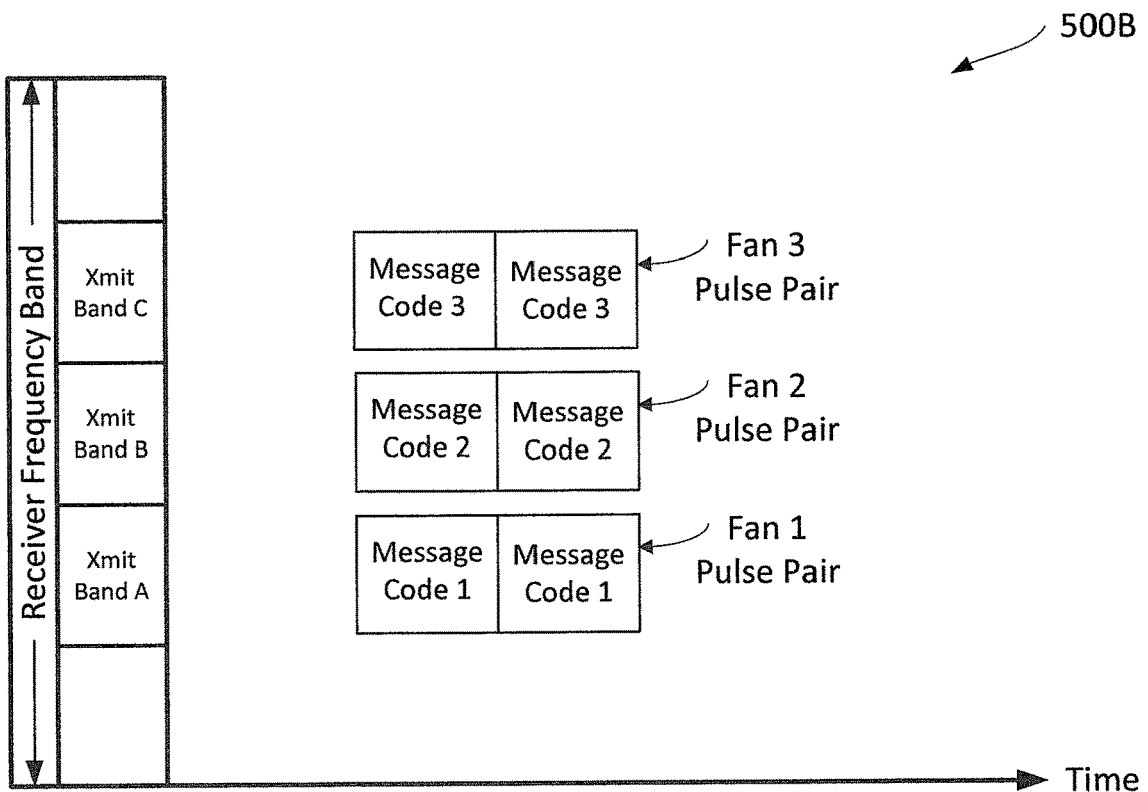 500B
Receiver Frequency Band
Xmit
Band C
Xmit
Band B
Xmit
Band A
Message
Code 3
Message
Code 3
Fan 3
Pulse Pair
Message
Code 2
Message
Code 2
Fan 2
Pulse Pair
Message
Code 1
Message
Code 1
Fan 1
Pulse Pair
Time